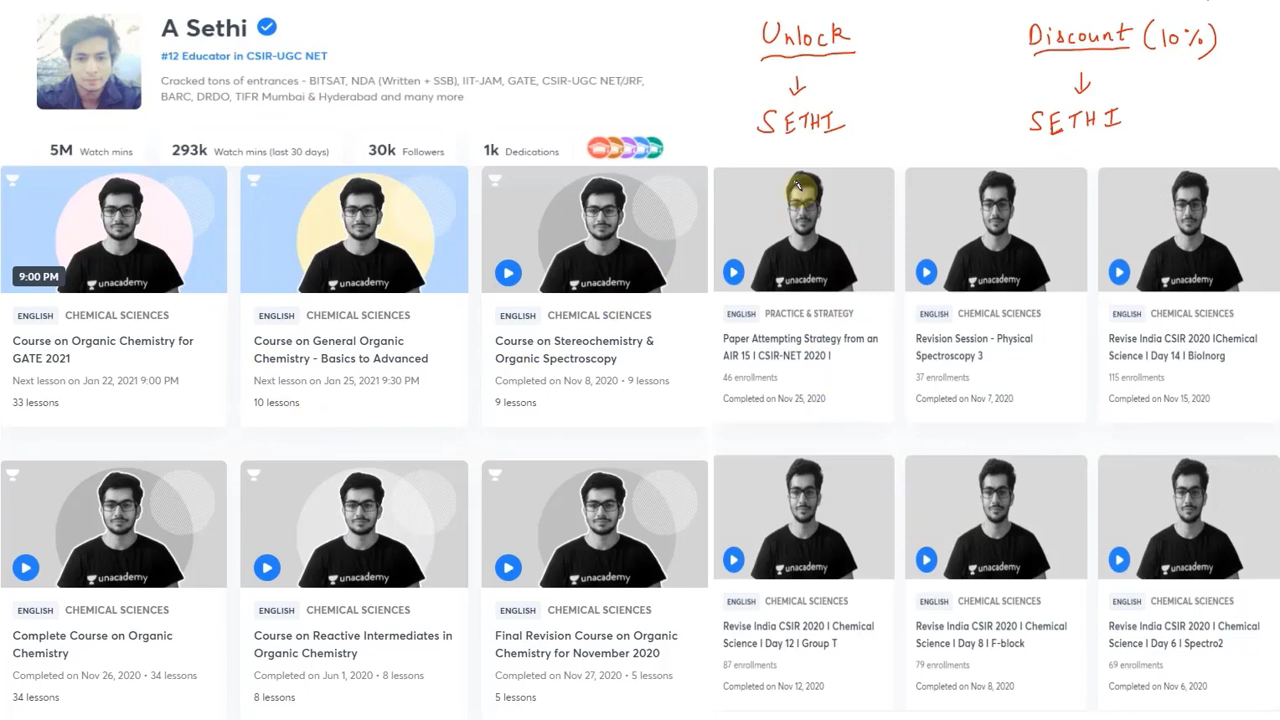 A Sethi
#12 Educator in CSIR-UGC NET
Cracked tons of entrances - BITSAT, NDA (Written + SSB), IIT-JAM, GATE, CSIR-UGC NET/JRF,
BARC, DRDO, TIFR Mumbai & Hyderabad and many more
5M Watch mins 293k Watch mins (last 30 days) 30k Followers 1k Dedications
Unlock
SETHI
Discount (10%)
SETHI
9:00 PM
unacademy
ENGLISH CHEMICAL SCIENCES
Course on Organic Chemistry for
GATE 2021
Next lesson on Jan 22, 2021 9:00 PM
33 lessons
unacademy
ENGLISH CHEMICAL SCIENCES
Course on General Organic
Chemistry - Basics to Advanced
Next lesson on Jan 25, 2021 9:30 PM
10 lessons
unacademy
ENGLISH CHEMICAL SCIENCES
Course on Stereochemistry &
Organic Spectroscopy
Completed on Nov 8, 2020 • 9 lessons
9 lessons
unacademy
ENGLISH PRACTICE & STRATEGY
Paper Attempting Strategy from an
AIR 15 I CSIR-NET 2020 I
46 enrollments
Completed on Nov 25, 2020
unacademy
ENGLISH CHEMICAL SCIENCES
Revision Session - Physical
Spectroscopy 3
37 enrollments
Completed on Nov 7, 2020
unacademy
ENGLISH CHEMICAL SCIENCES
Revise India CSIR 2020 IChemical
Science I Day 14 I BioInorg
115 enrollments
Completed on Nov 15, 2020
unacademy
ENGLISH CHEMICAL SCIENCES
Complete Course on Organic
Chemistry
Completed on Nov 26, 2020 • 34 lessons
34 lessons
unacademy
ENGLISH CHEMICAL SCIENCES
Course on Reactive Intermediates in
Organic Chemistry
Completed on Jun 1, 2020 • 8 lessons
8 lessons
unacademy
ENGLISH CHEMICAL SCIENCES
Final Revision Course on Organic
Chemistry for November 2020
Completed on Nov 27, 2020 • 5 lessons
5 lessons
unacademy
ENGLISH CHEMICAL SCIENCES
Revise India CSIR 2020 I Chemical
Science I Day 12 I Group T
87 enrollments
Completed on Nov 12, 2020
unacademy
ENGLISH CHEMICAL SCIENCES
Revise India CSIR 2020 I Chemical
Science I Day 8 I F-block
79 enrollments
Completed on Nov 8, 2020
unacademy
ENGLISH CHEMICAL SCIENCES
Revise India CSIR 2020 I Chemical
Science I Day 6 I Spectro2
69 enrollments
Completed on Nov 6, 2020